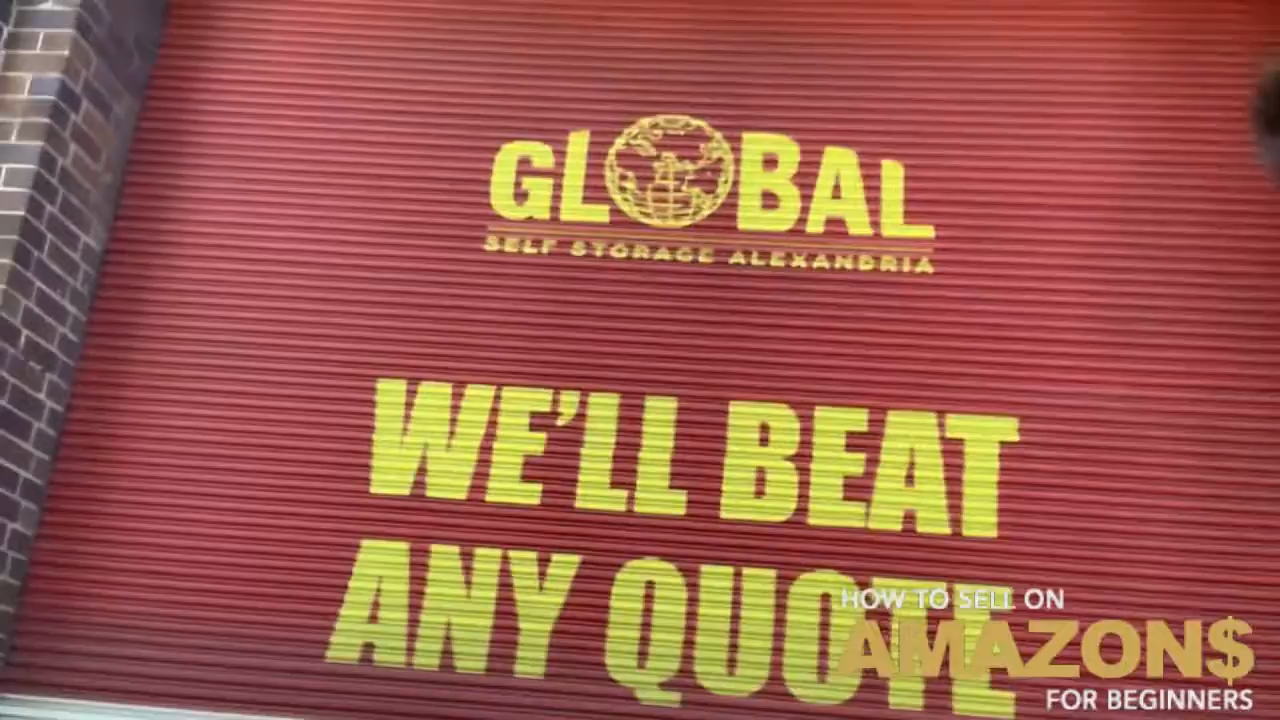 GLOBAL
SELF STORAGE ALEXANDRIA
WE'LL BEAT
ANY QUOTE
HOW TO SELL ON
AMAZON$
FOR BEGINNERS